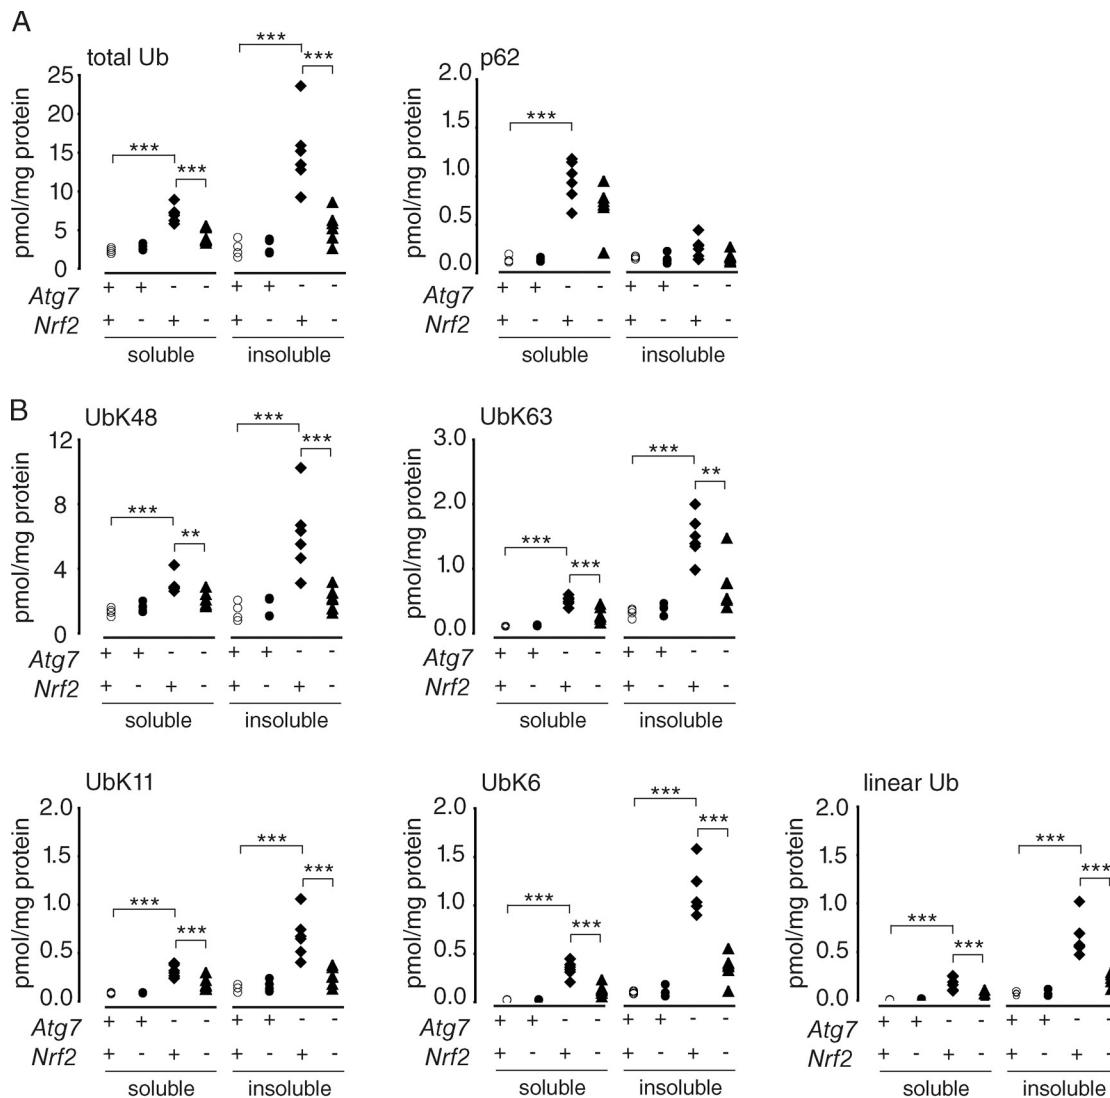 A
total Ub
p62
*** ***
*** ***
***
pmol/mg protein
25
20
15
10
5
0
pmol/mg protein
2.0
1.5
1.0
0.5
0.0
Atg7 + + - - + + - - + + - - + + - -
Nrf2 + - + - + - + - + - + - + - + -
soluble insoluble soluble insoluble
B
UbK48
UbK63
*** ***
*** **
*** **
*** ***
pmol/mg protein
12
8
4
0
pmol/mg protein
3.0
2.0
1.0
0.0
Atg7 + + - - + + - - Atg7 + + - - + + - -
Nrf2 + - + - + - + - Nrf2 + - + - + - + -
soluble insoluble soluble insoluble
UbK11
UbK6
linear Ub
*** ***
*** ***
*** ***
*** ***
*** ***
*** ***
pmol/mg protein
2.0
1.5
1.0
0.5
0.0
pmol/mg protein
2.0
1.5
1.0
0.5
0.0
pmol/mg protein
2.0
1.5
1.0
0.5
0.0
Atg7 + + - - + + - - Atg7 + + - - + + - - Atg7 + + - - + + - -
Nrf2 + - + - + - + - Nrf2 + - + - + - + - Nrf2 + - + - + - + -
soluble insoluble soluble insoluble soluble insoluble